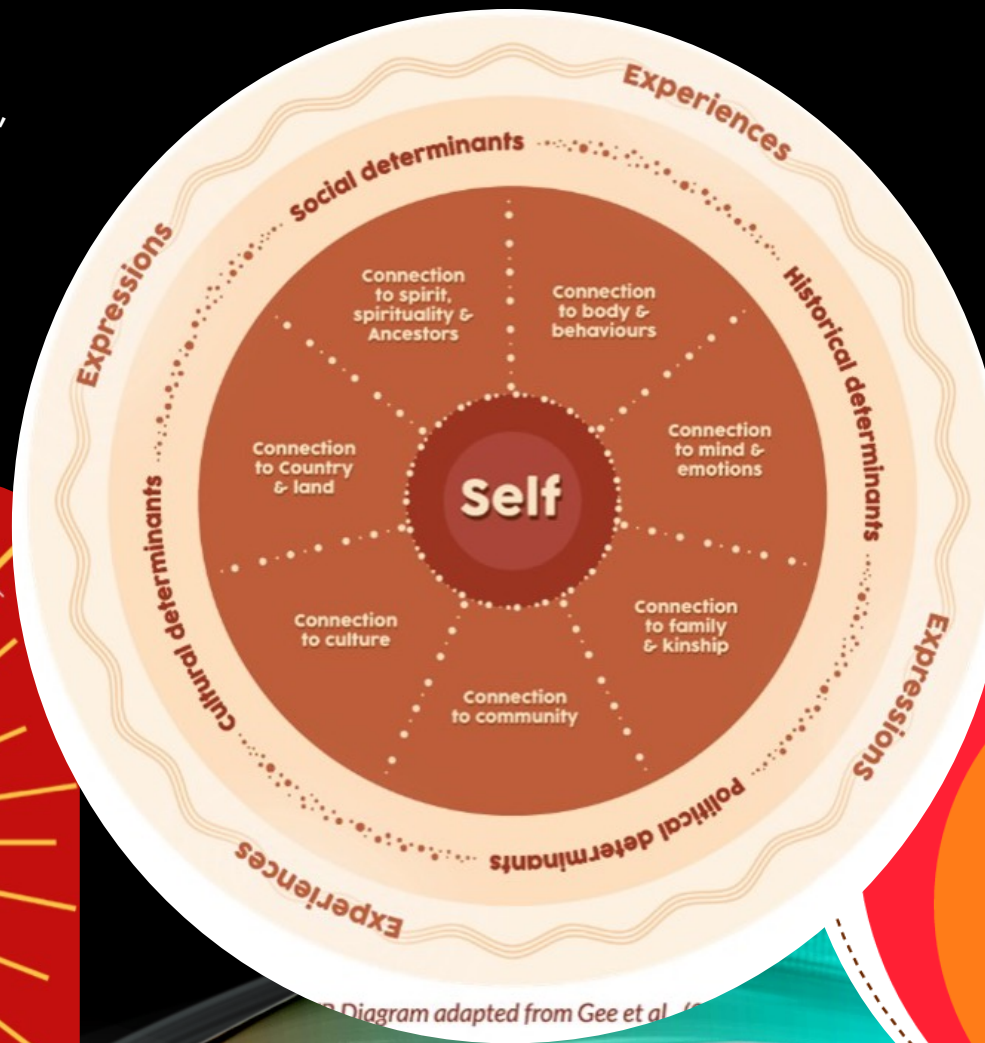 Experiences
Social determinants
Expressions
Historical determinants
Connection
to spirit,
spirituality &
Ancestors
Connection
to body &
behaviours
Connection
to Country
& land
Connection
to mind &
emotions
Self
Cultural determinants
Connection
to culture
Connection
to family
& kinship
Expressions
Connection
to community
Political determinants
Experiences
Diagram adapted from Gee et al.